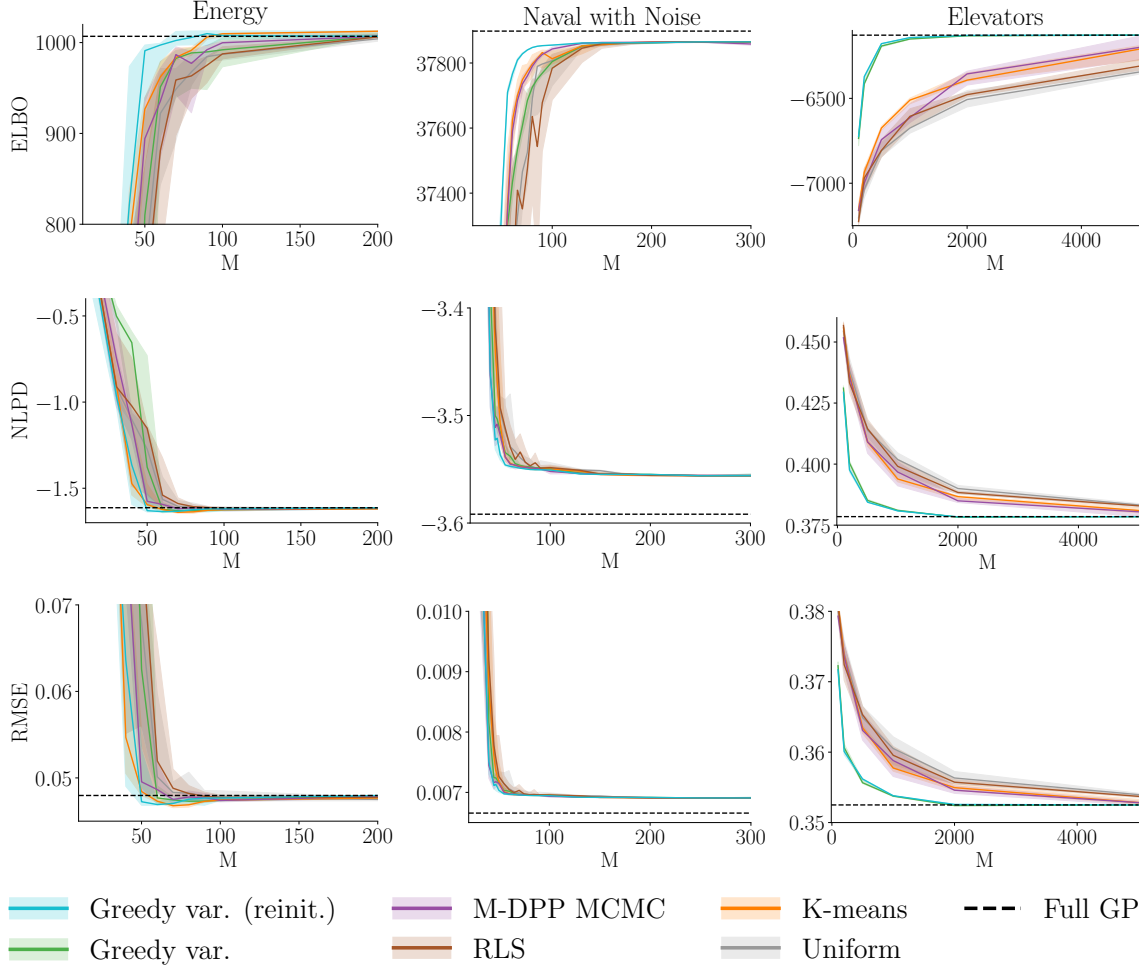 Energy
Naval with Noise
Elevators
ELBO
1000
900
800
50
100
150
200
M
37800
37600
37400
100
200
300
M
−6500
−7000
0
2000
4000
M
NLPD
−0.5
−1.0
−1.5
50
100
150
200
M
−3.4
−3.5
−3.6
100
200
300
M
0.450
0.425
0.400
0.375
0
2000
4000
M
RMSE
0.07
0.06
0.05
50
100
150
200
M
0.010
0.009
0.008
0.007
100
200
300
M
0.38
0.37
0.36
0.35
0
2000
4000
M
Greedy var. (reinit.)
M-DPP MCMC
K-means
Full GP
Greedy var.
RLS
Uniform